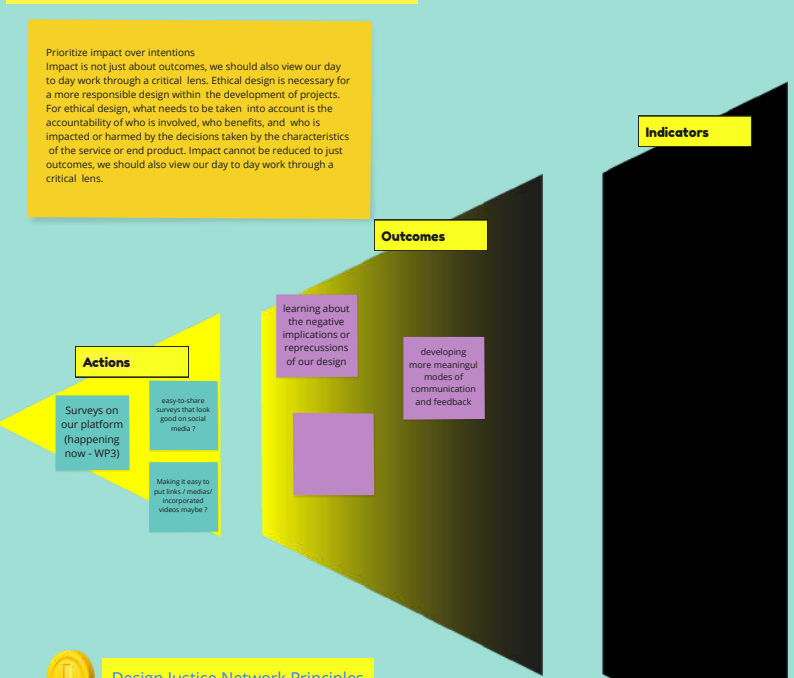 Prioritize impact over intentions
Impact is not just about outcomes, we should also view our day
to day work through a critical lens. Ethical design is necessary for
a more responsible design within the development of projects.
For ethical design, what needs to be taken into account is the
accountability of who is involved, who benefits, and who is
impacted or harmed by the decisions taken by the characteristics
of the service or end product. Impact cannot be reduced to just
outcomes, we should also view our day to day work through a
critical lens.
Indicators
Outcomes
learning about
the negative
implications or
reprecussions
of our design
developing
more meaningul
modes of
communication
and feedback
Actions
Surveys on
our platform
(happening
now - WP3)
easy-to-share
surveys that look
good on social
media ?
Making it easy to
put links / medias/
incorporated
videos maybe ?
Design Justice Network Principles